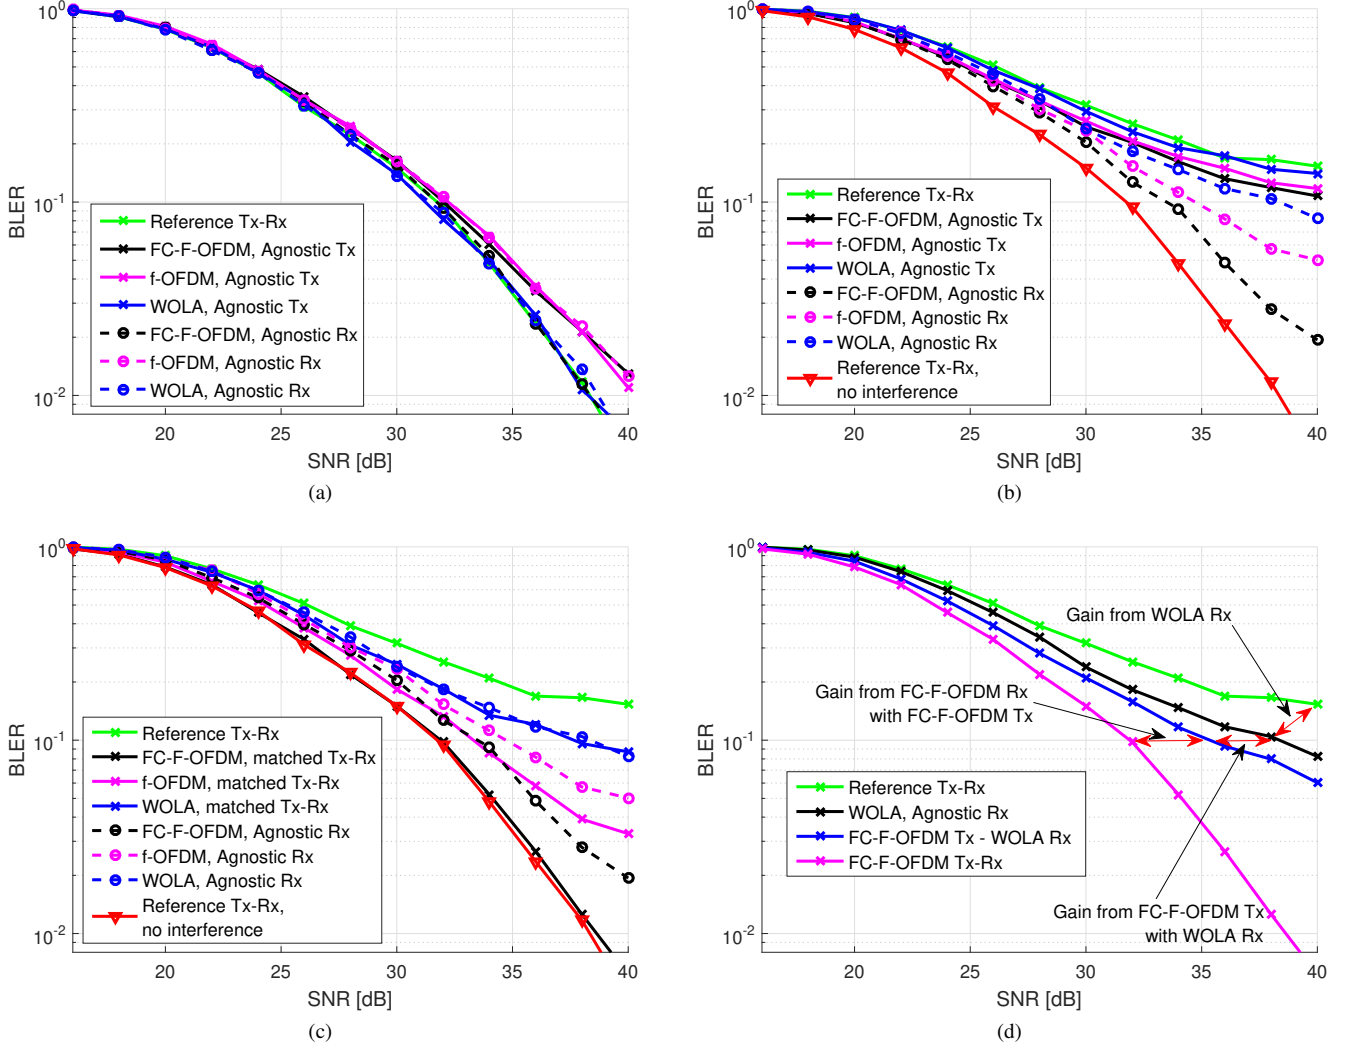 10^0
10^-1
10^-2
BLER
Reference Tx-Rx
FC-F-OFDM, Agnostic Tx
f-OFDM, Agnostic Tx
WOLA, Agnostic Tx
FC-F-OFDM, Agnostic Rx
f-OFDM, Agnostic Rx
WOLA, Agnostic Rx
20 25 30 35 40
SNR [dB]
(a)
10^0
10^-1
10^-2
BLER
Reference Tx-Rx
FC-F-OFDM, Agnostic Tx
f-OFDM, Agnostic Tx
WOLA, Agnostic Tx
FC-F-OFDM, Agnostic Rx
f-OFDM, Agnostic Rx
WOLA, Agnostic Rx
Reference Tx-Rx,
no interference
20 25 30 35 40
SNR [dB]
(b)
10^0
10^-1
10^-2
BLER
Reference Tx-Rx
FC-F-OFDM, matched Tx-Rx
f-OFDM, matched Tx-Rx
WOLA, matched Tx-Rx
FC-F-OFDM, Agnostic Rx
f-OFDM, Agnostic Rx
WOLA, Agnostic Rx
Reference Tx-Rx,
no interference
20 25 30 35 40
SNR [dB]
(c)
10^0
10^-1
10^-2
BLER
Gain from WOLA Rx
Gain from FC-F-OFDM Rx
with FC-F-OFDM Tx
Reference Tx-Rx
WOLA, Agnostic Rx
FC-F-OFDM Tx - WOLA Rx
FC-F-OFDM Tx-Rx
Gain from FC-F-OFDM Tx
with WOLA Rx
20 25 30 35 40
SNR [dB]
(d)